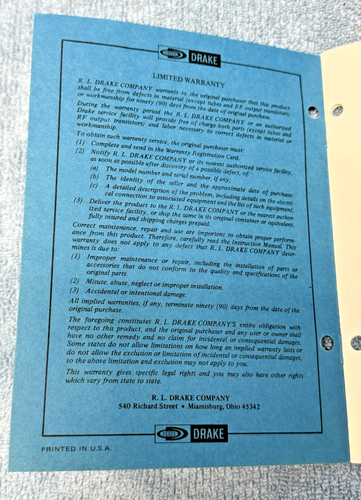 DRAKE
LIMITED WARRANTY
R. L. DRAKE COMPANY warrants to the original purchaser that this product
shall be free from defects in material (except tubes and RF output transistors)
or workmanship for ninety (90) days from the date of original purchase.
During the warranty period the R. L. DRAKE COMPANY or an authorized
Drake service facility will provide free of charge both parts (except tubes and
RF output transistors) and labor necessary to correct defects in material or
workmanship.
To obtain such warranty service, the original purchaser must:
(1) Complete and send in the Warranty Registration Card.
(2) Notify R. L. DRAKE COMPANY or its nearest authorized service facility,
as soon as possible after discovery of a possible defect, of:
(a) The model number and serial number, if any;
(b) The identity of the seller and the approximate date of purchase;
(c) A detailed description of the problem, including details on the electri-
cal connection to associated equipment and the list of such equipment.
(3) Deliver the product to the R. L. DRAKE COMPANY or the nearest author-
ized service facility, or ship the same in its original container or equivalent,
fully insured and shipping charges prepaid.
Correct maintenance, repair and use are important to obtain proper perform-
ance from this product. Therefore, carefully read the Instruction Manual. This
warranty does not apply to any defect that R. L. DRAKE COMPANY deter-
mines is due to:
(1) Improper maintenance or repair, including the installation of parts or
accessories that do not conform to the quality and specifications of the
original parts.
(2) Misuse, abuse, neglect or improper installation.
(3) Accidental or intentional damage.
All implied warranties, if any, terminate ninety (90) days from the date of the
original purchase.
The foregoing constitutes R. L. DRAKE COMPANY'S entire obligation with
respect to this product, and the original purchaser and any user or owner shall
have no other remedy and no claim for incidental or consequential damages.
Some states do not allow limitations on how long an implied warranty lasts or
do not allow the exclusion or limitation of incidental or consequential damages,
so the above limitation and exclusion may not apply to you.
This warranty gives specific legal rights and you may also have other rights
which vary from state to state.
R. L. DRAKE COMPANY
540 Richard Street • Miamisburg, Ohio 45342
DRAKE
PRINTED IN U.S.A.